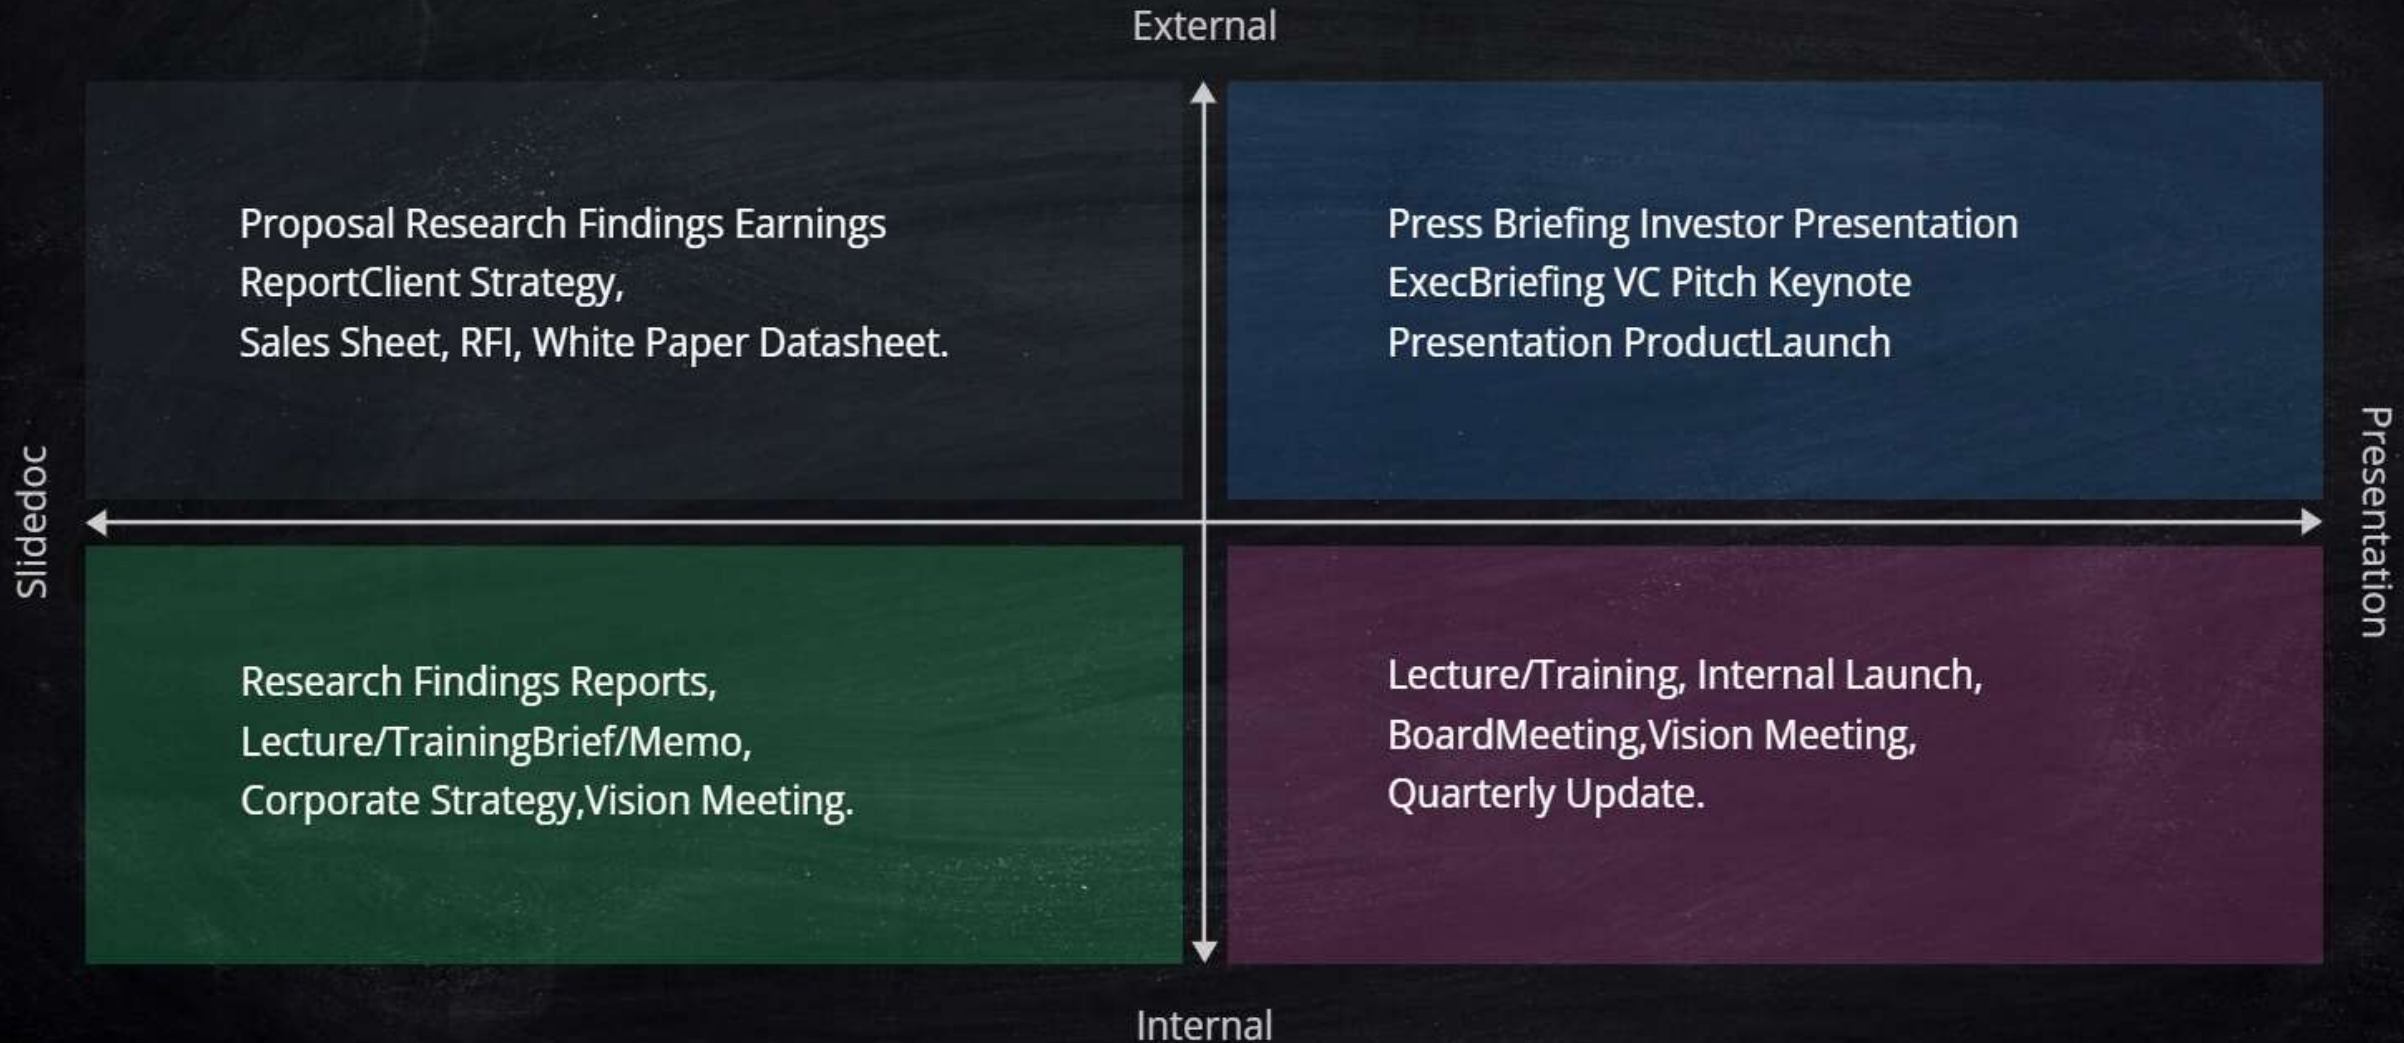 External
Proposal Research Findings Earnings
ReportClient Strategy,
Sales Sheet, RFI, White Paper Datasheet.
Press Briefing Investor Presentation
ExecBriefing VC Pitch Keynote
Presentation ProductLaunch
Slidedoc
Presentation
Research Findings Reports,
Lecture/TrainingBrief/Memo,
Corporate Strategy,Vision Meeting.
Lecture/Training, Internal Launch,
BoardMeeting,Vision Meeting,
Quarterly Update.
Internal